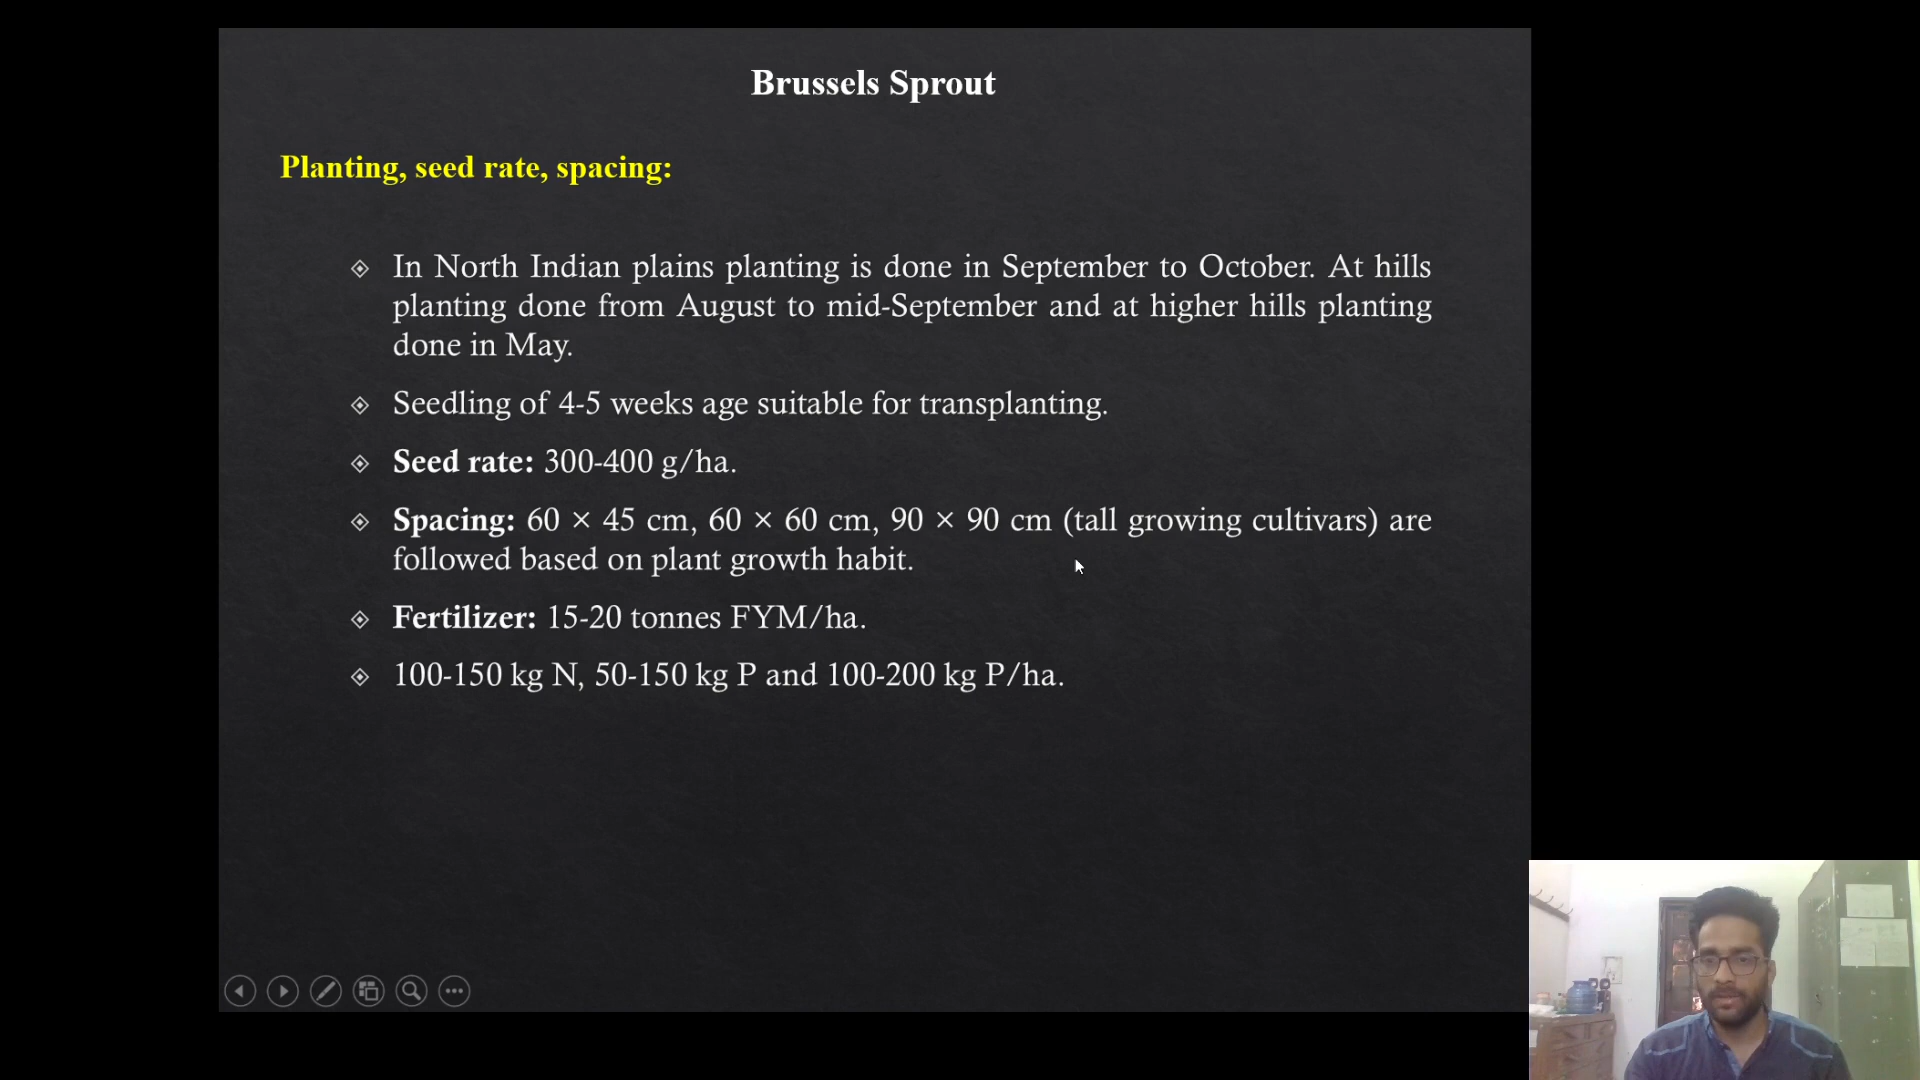 Brussels Sprout
Planting, seed rate, spacing:
In North Indian plains planting is done in September to October. At hills
planting done from August to mid-September and at higher hills planting
done in May.
Seedling of 4-5 weeks age suitable for transplanting.
Seed rate: 300-400 g/ha.
Spacing: 60 × 45 cm, 60 × 60 cm, 90 × 90 cm (tall growing cultivars) are
followed based on plant growth habit.
Fertilizer: 15-20 tonnes FYM/ha.
100-150 kg N, 50-150 kg P and 100-200 kg P/ha.